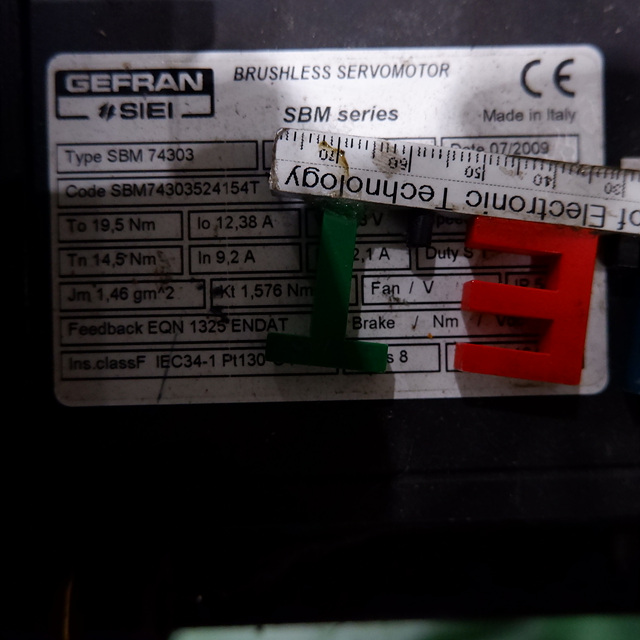 GEFRAN
SIEI
BRUSHLESS SERVOMOTOR
SBM series
CE
Made in Italy
Type SBM 74303
Date 07/2009
Code SBM74303524154T
To 19,5 Nm
Io 12,38 A
V
Tn 14,5 Nm
In 9,2 A
2,1 A
Duty S
Jm 1,46 gm^2
Kt 1,576 Nm
Fan / V
Feedback EQN 1325 ENDAT
Brake / Nm /
Ins.classF IEC34-1 Pt130
8
of Electronic Technology
70 60 50 40 30
T
E